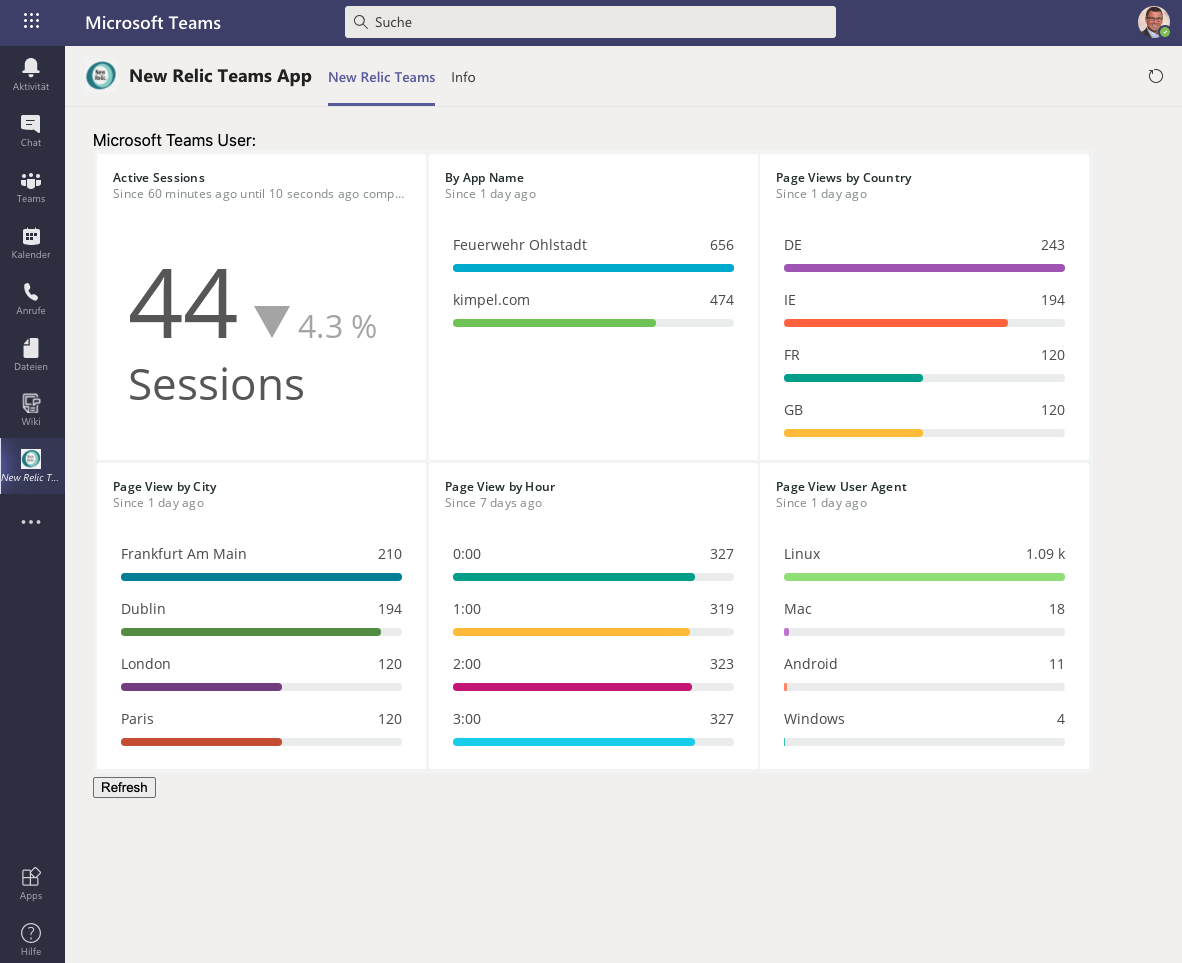 Microsoft Teams
Suche
Aktivität
Chat
Teams
Kalender
Anrufe
Dateien
Wiki
New Relic T...
Apps
Hilfe
New Relic
New Relic Teams App
New Relic Teams
Info
Microsoft Teams User:
Active Sessions
Since 60 minutes ago until 10 seconds ago comp...
44
4.3 %
Sessions
By App Name
Since 1 day ago
Feuerwehr Ohlstadt 656
kimpel.com 474
Page Views by Country
Since 1 day ago
DE 243
IE 194
FR 120
GB 120
Page View by City
Since 1 day ago
Frankfurt Am Main 210
Dublin 194
London 120
Paris 120
Page View by Hour
Since 7 days ago
0:00 327
1:00 319
2:00 323
3:00 327
Page View User Agent
Since 1 day ago
Linux 1.09 k
Mac 18
Android 11
Windows 4
Refresh